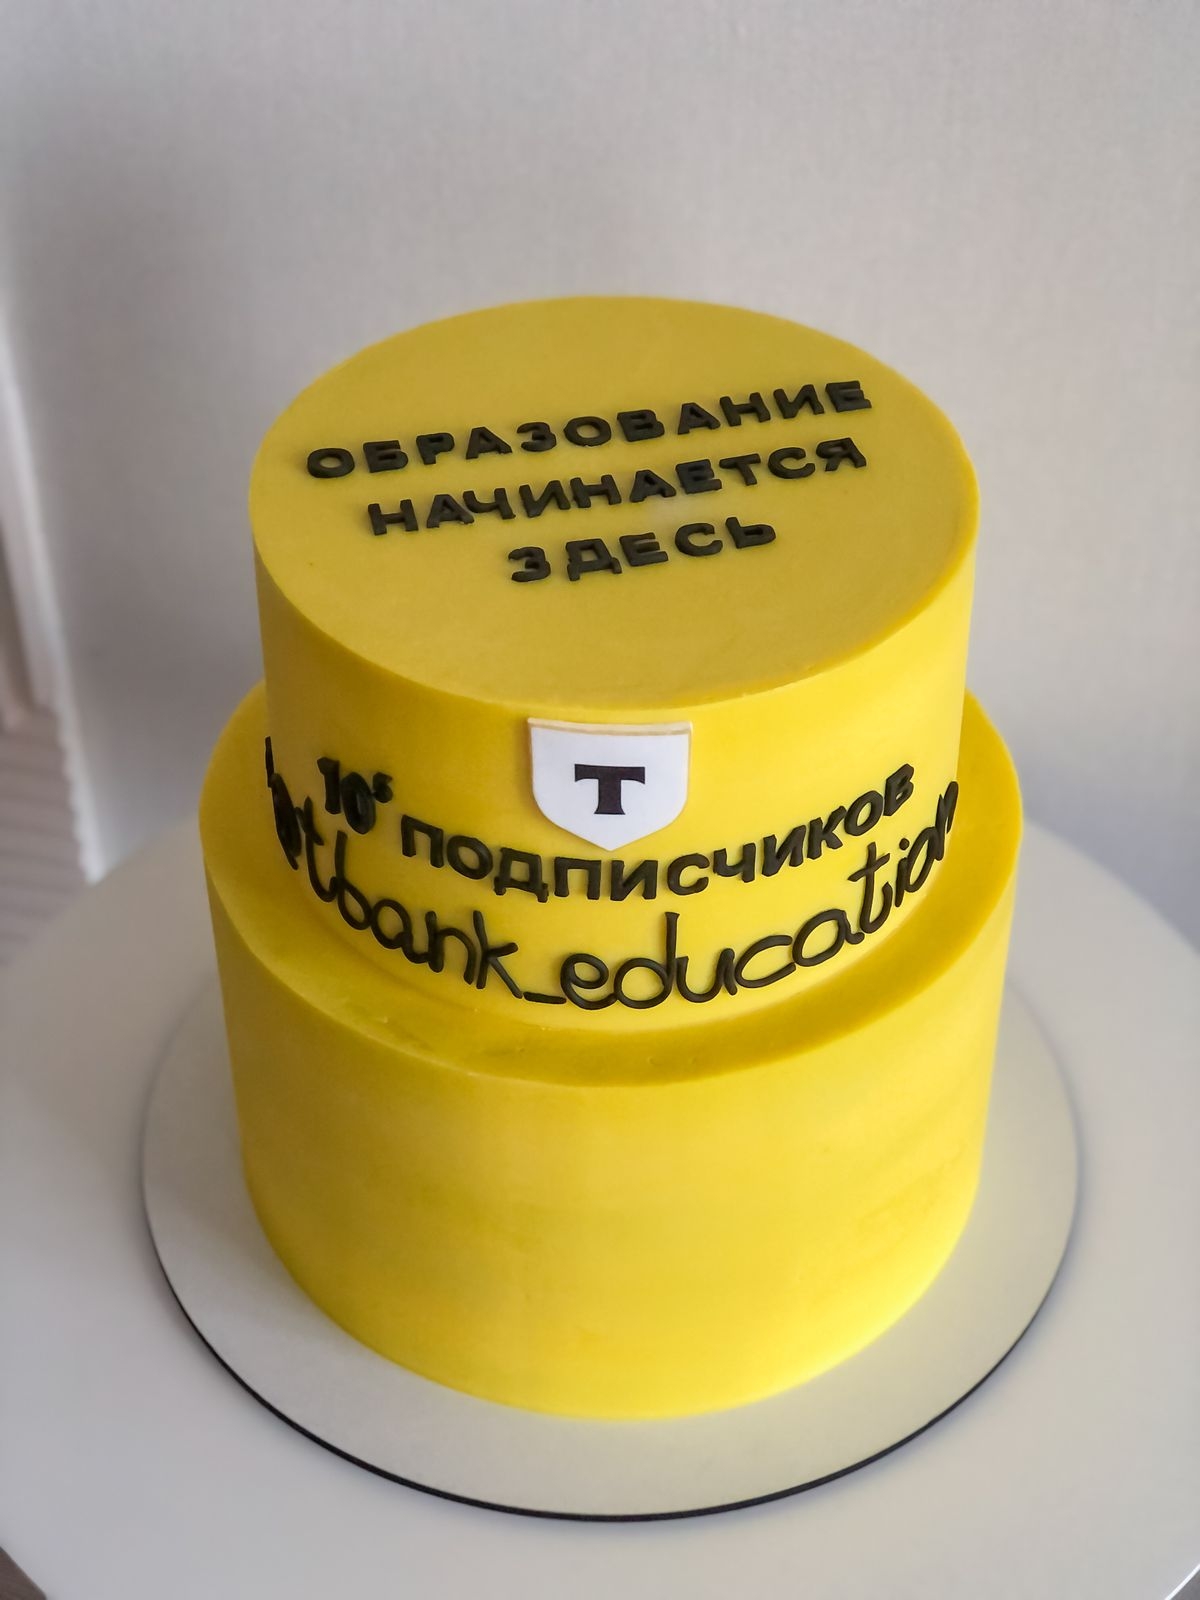 ОБРАЗОВАНИЕ
НАЧИНАЕТСЯ
ЗДЕСЬ
T
10⁵ ПОДПИСЧИКОВ
tbank_education